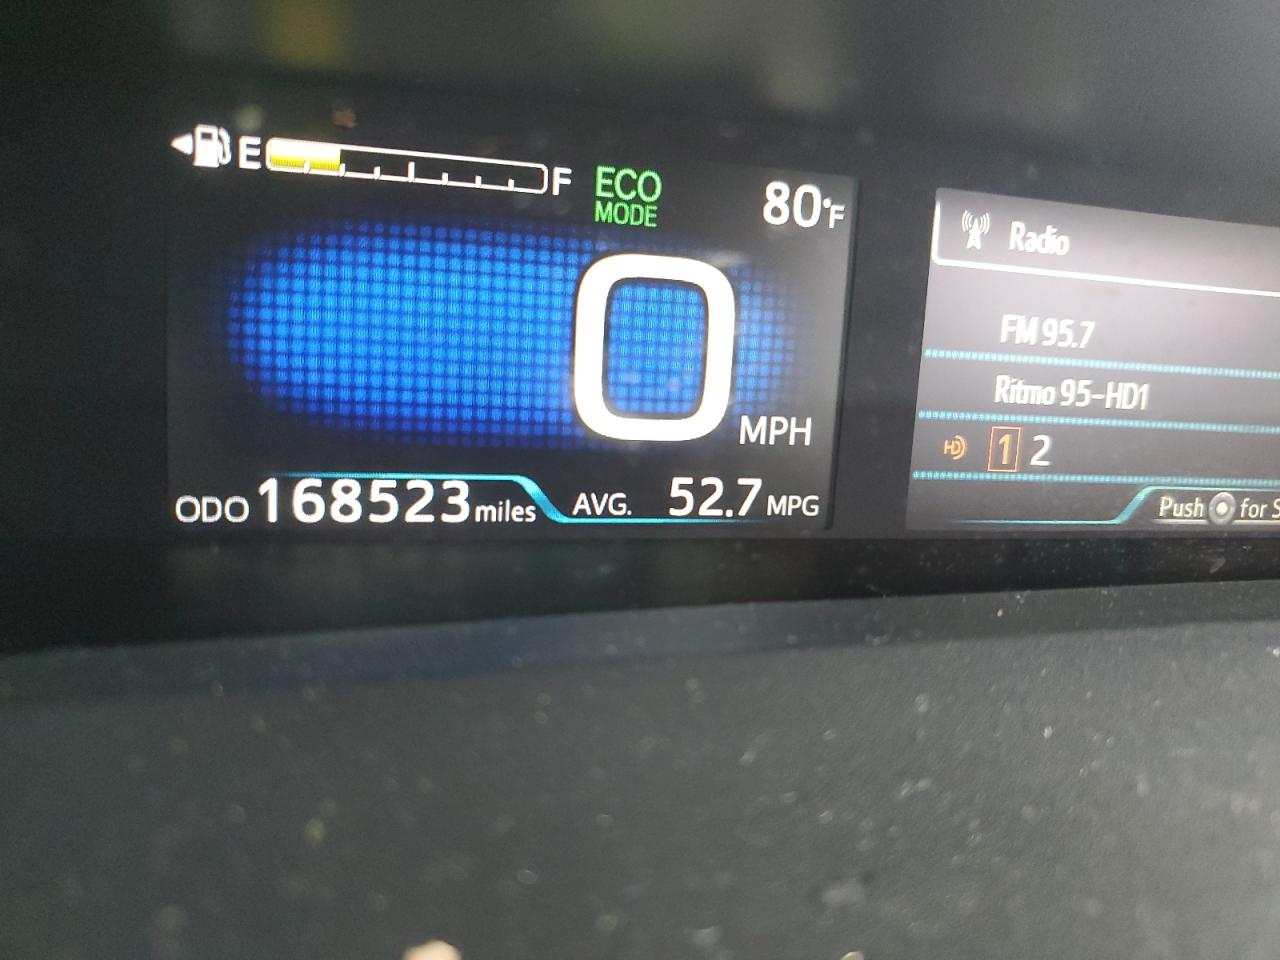 E F
ECO
MODE
80°F
0 MPH
ODO 168523 miles
AVG. 52.7 MPG
Radio
FM 95.7
Ritmo 95-HD1
HD 1 2
Push for S